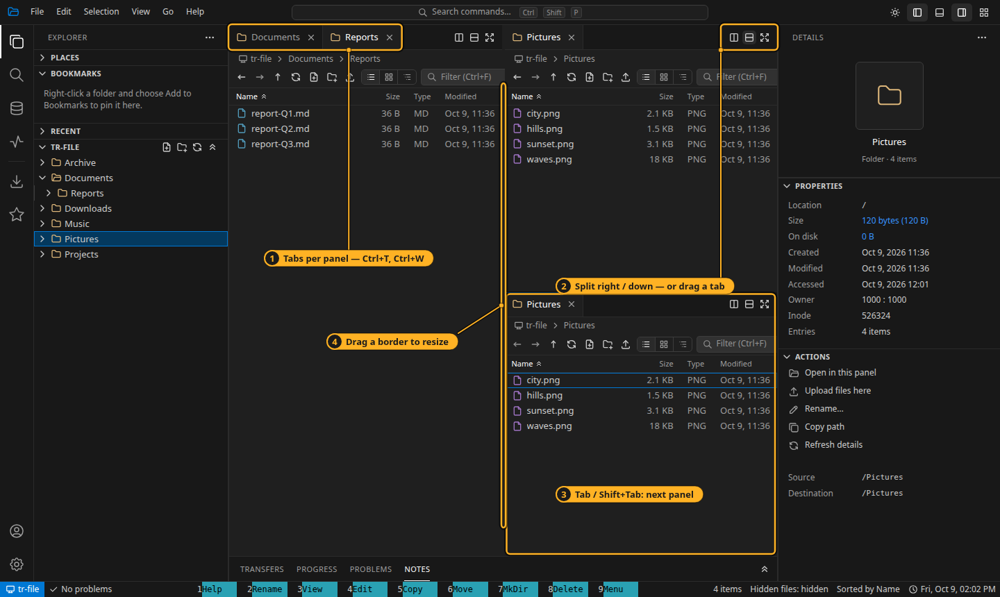 File Edit Selection View Go Help
Search commands... Ctrl Shift P
EXPLORER
PLACES
BOOKMARKS
Right-click a folder and choose Add to
Bookmarks to pin it here.
RECENT
TR-FILE
Archive
Documents
Reports
Downloads
Music
Pictures
Projects
Documents Reports
tr-file Documents Reports
Filter (Ctrl+F)
Name Size Type Modified
report-Q1.md 36 B MD Oct 9, 11:36
report-Q2.md 36 B MD Oct 9, 11:36
report-Q3.md 36 B MD Oct 9, 11:36
1 Tabs per panel — Ctrl+T, Ctrl+W
4 Drag a border to resize
Pictures
tr-file Pictures
Filter (Ctrl+F)
Name Size Type Modified
city.png 2.1 KB PNG Oct 9, 11:36
hills.png 1.5 KB PNG Oct 9, 11:36
sunset.png 3.1 KB PNG Oct 9, 11:36
waves.png 18 KB PNG Oct 9, 11:36
2 Split right / down — or drag a tab
Pictures
tr-file Pictures
Filter (Ctrl+F)
Name Size Type Modified
city.png 2.1 KB PNG Oct 9, 11:36
hills.png 1.5 KB PNG Oct 9, 11:36
sunset.png 3.1 KB PNG Oct 9, 11:36
waves.png 18 KB PNG Oct 9, 11:36
3 Tab / Shift+Tab: next panel
DETAILS
Pictures
Folder · 4 items
PROPERTIES
Location /
Size 120 bytes (120 B)
On disk 0 B
Created Oct 9, 2026 11:36
Modified Oct 9, 2026 11:36
Accessed Oct 9, 2026 12:01
Owner 1000 : 1000
Inode 526324
Entries 4 items
ACTIONS
Open in this panel
Upload files here
Rename...
Copy path
Refresh details
Source /Pictures
Destination /Pictures
TRANSFERS PROGRESS PROBLEMS NOTES
tr-file No problems 1Help 2Rename 3View 4Edit 5Copy 6Move 7MkDir 8Delete 9Menu 4 items Hidden files: hidden Sorted by Name Fri, Oct 9, 02:02 PM